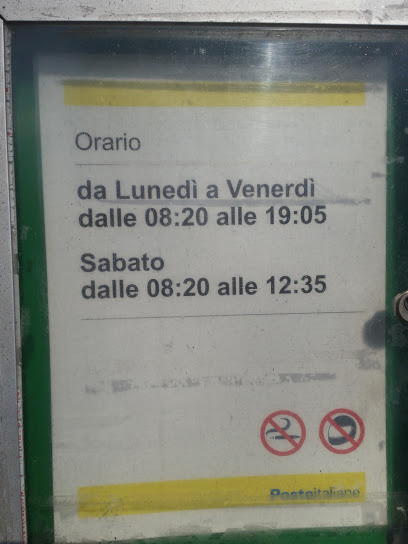 Orario
da Lunedì a Venerdì
dalle 08:20 alle 19:05
Sabato
dalle 08:20 alle 12:35
Posteitaliane